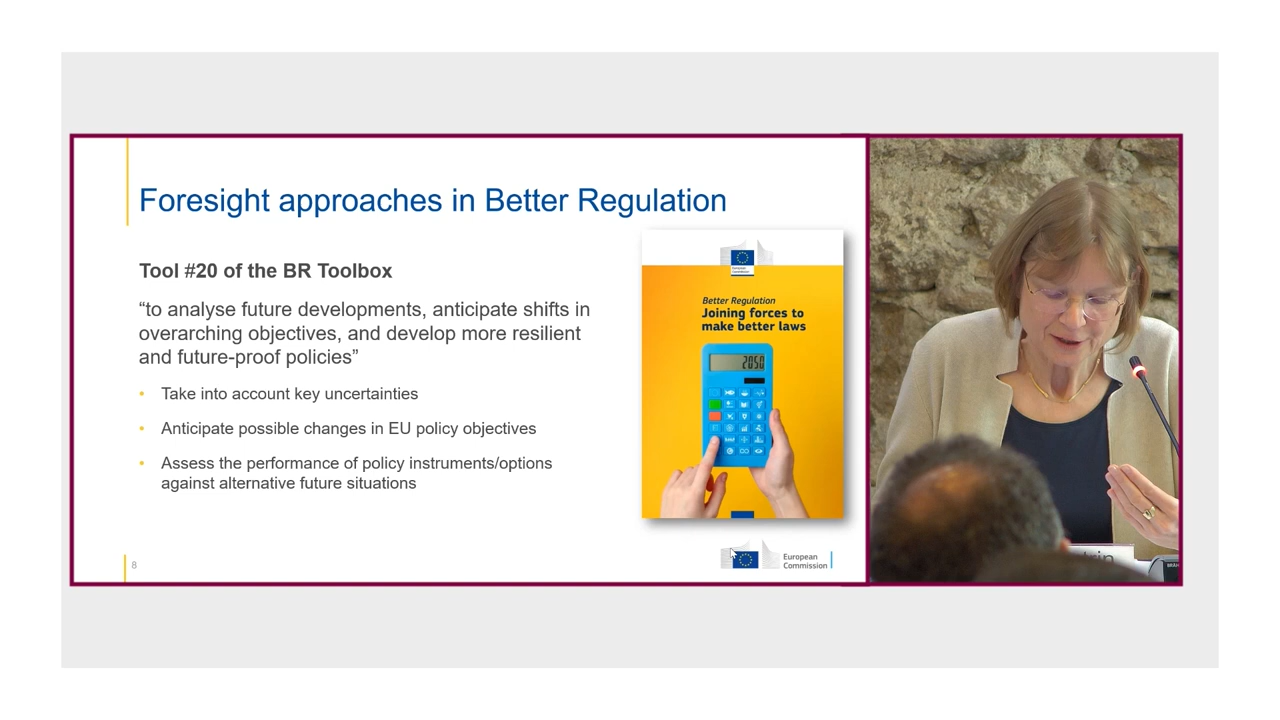 Foresight approaches in Better Regulation
Tool #20 of the BR Toolbox
“to analyse future developments, anticipate shifts in
overarching objectives, and develop more resilient
and future-proof policies”
• Take into account key uncertainties
• Anticipate possible changes in EU policy objectives
• Assess the performance of policy instruments/options
against alternative future situations
European
Commission
Better Regulation
Joining forces to
make better laws
2050
8
European
Commission